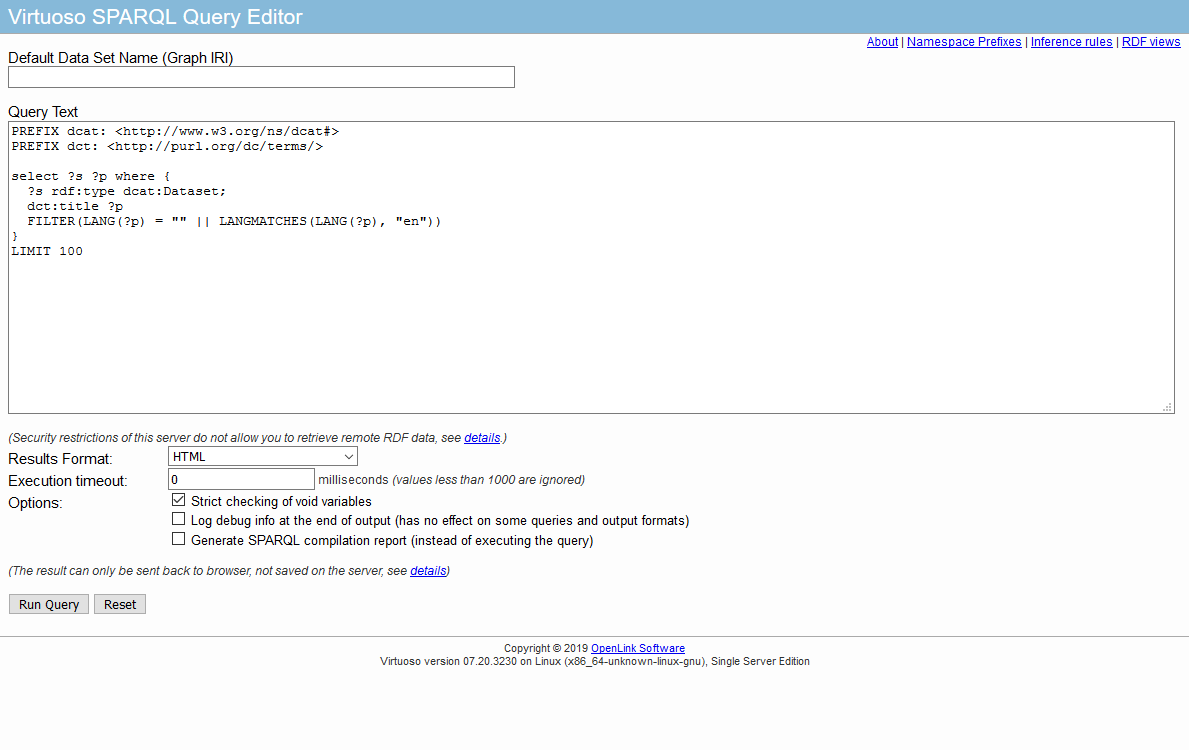 Virtuoso SPARQL Query Editor
About | Namespace Prefixes | Inference rules | RDF views
Default Data Set Name (Graph IRI)
Query Text
PREFIX dcat: <http://www.w3.org/ns/dcat#>
PREFIX dct: <http://purl.org/dc/terms/>
select ?s ?p where {
?s rdf:type dcat:Dataset;
dct:title ?p
FILTER(LANG(?p) = "" || LANGMATCHES(LANG(?p), "en"))
}
LIMIT 100
(Security restrictions of this server do not allow you to retrieve remote RDF data, see details.)
Results Format: HTML
Execution timeout: 0 milliseconds (values less than 1000 are ignored)
Options: Strict checking of void variables
Log debug info at the end of output (has no effect on some queries and output formats)
Generate SPARQL compilation report (instead of executing the query)
(The result can only be sent back to browser, not saved on the server, see details)
Run Query Reset
Copyright © 2019 OpenLink Software
Virtuoso version 07.20.3230 on Linux (x86_64-unknown-linux-gnu), Single Server Edition